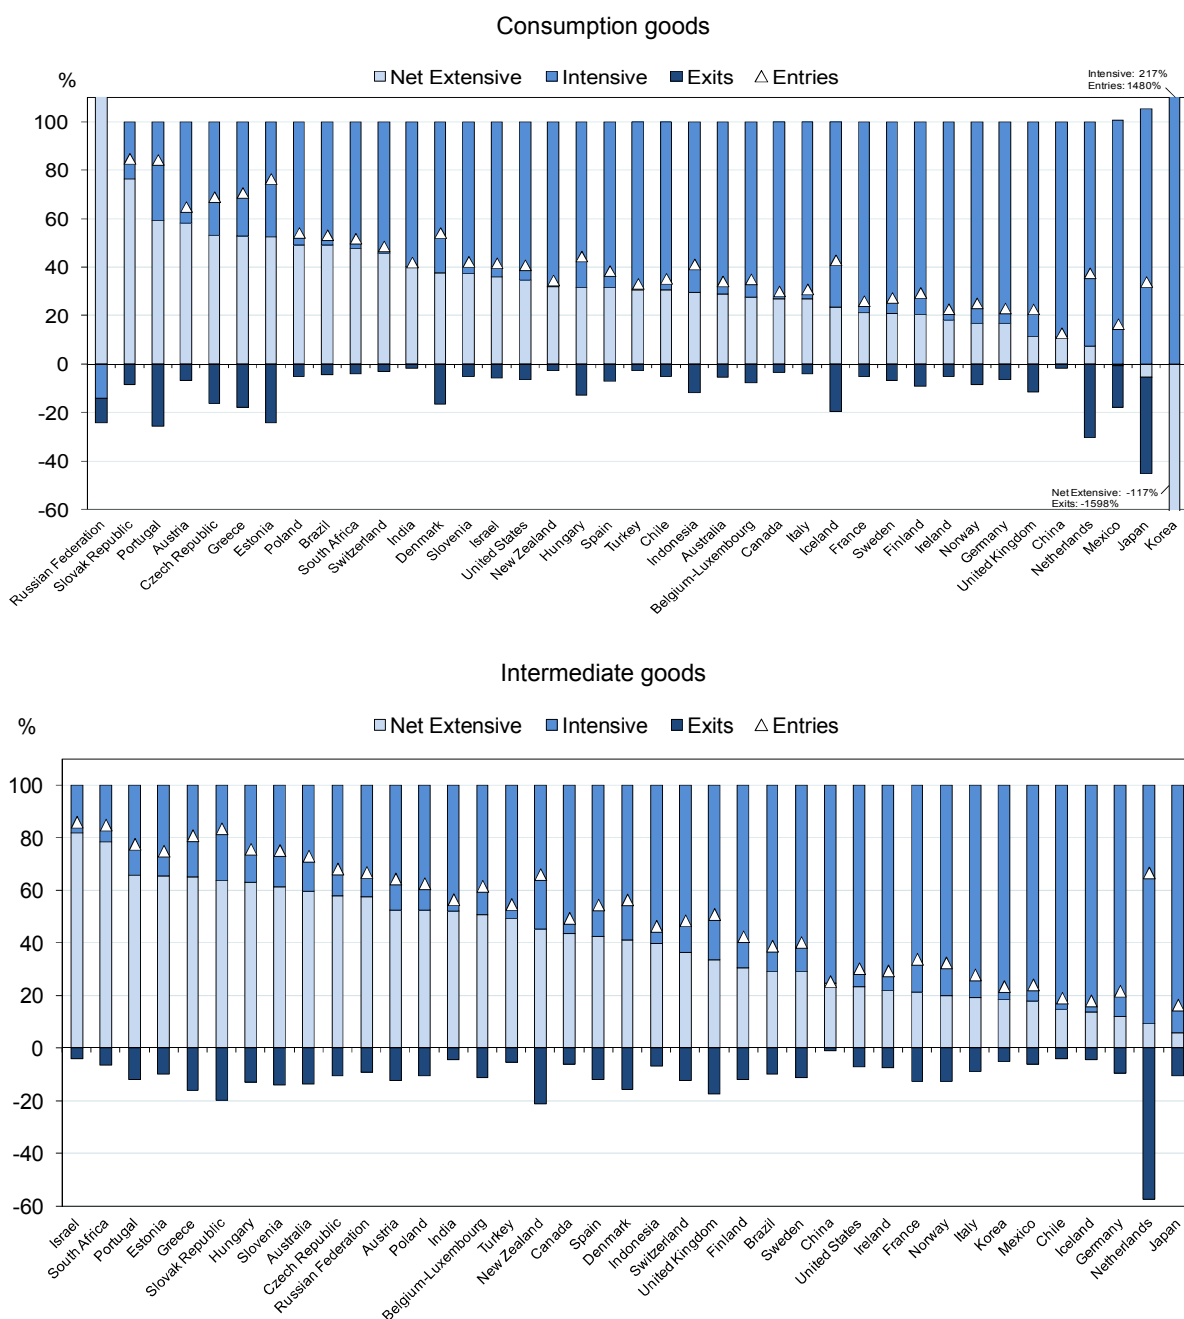 Consumption goods
%
Net Extensive Intensive Exits Entries
Intensive: 217%
Entries: 1480%
100
80
60
40
20
0
-20
-40
-60
Net Extensive: -117%
Exits: -1598%
Russian Federation
Slovak Republic
Portugal
Austria
Czech Republic
Greece
Estonia
Poland
Brazil
South Africa
Switzerland
India
Denmark
Slovenia
Israel
United States
New Zealand
Hungary
Spain
Turkey
Chile
Indonesia
Australia
Belgium-Luxembourg
Canada
Italy
Iceland
France
Sweden
Finland
Ireland
Norway
Germany
United Kingdom
China
Netherlands
Mexico
Japan
Korea
Intermediate goods
%
Net Extensive Intensive Exits Entries
100
80
60
40
20
0
-20
-40
-60
Israel
South Africa
Portugal
Estonia
Greece
Slovak Republic
Hungary
Slovenia
Australia
Czech Republic
Russian Federation
Austria
Poland
India
Belgium-Luxembourg
Turkey
New Zealand
Canada
Spain
Denmark
Indonesia
Switzerland
United Kingdom
Finland
Brazil
Sweden
China
United States
Ireland
France
Norway
Italy
Korea
Mexico
Chile
Iceland
Germany
Netherlands
Japan